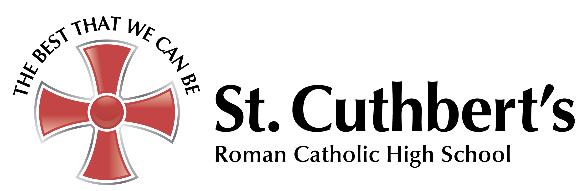 THE BEST THAT WE CAN BE
St. Cuthbert's
Roman Catholic High School